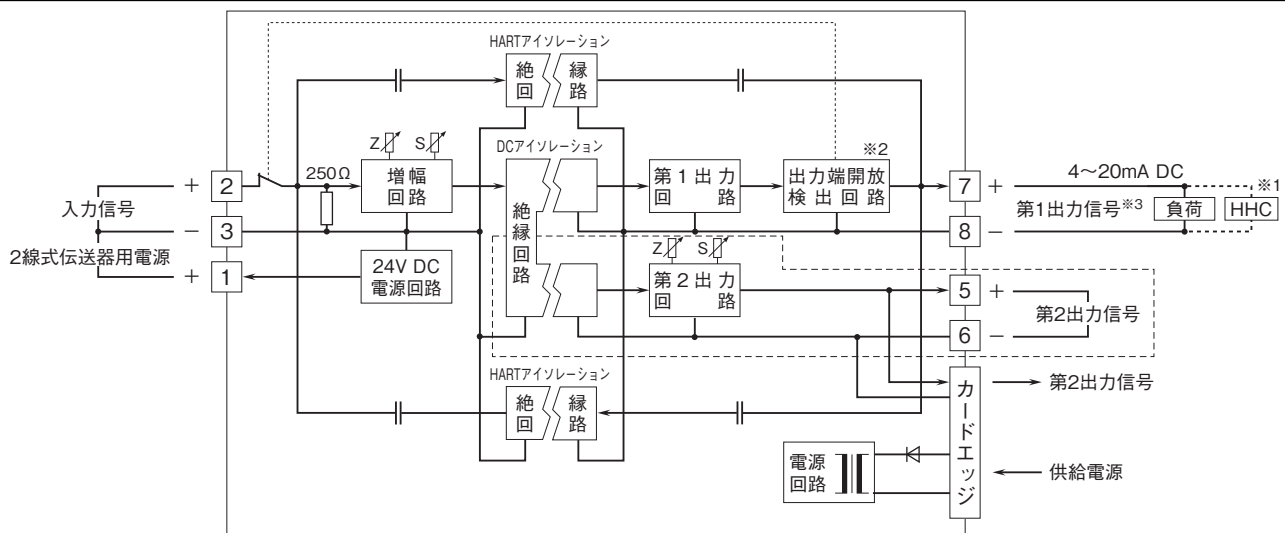 HARTアイソレーション
絶縁
回路
Z
S
DCアイソレーション
※2
2
+
250Ω
増幅
回路
絶縁回路
第1出力
回路
出力端開放
検出回路
7
+
4～20mA DC
※1
入力信号
第1出力信号※3
負荷
HHC
3
−
8
−
2線式伝送器用電源
1
+
24V DC
電源回路
Z
S
第2出力
回路
5
+
第2出力信号
6
−
HARTアイソレーション
絶縁
回路
カードエッジ
第2出力信号
電源
回路
供給電源